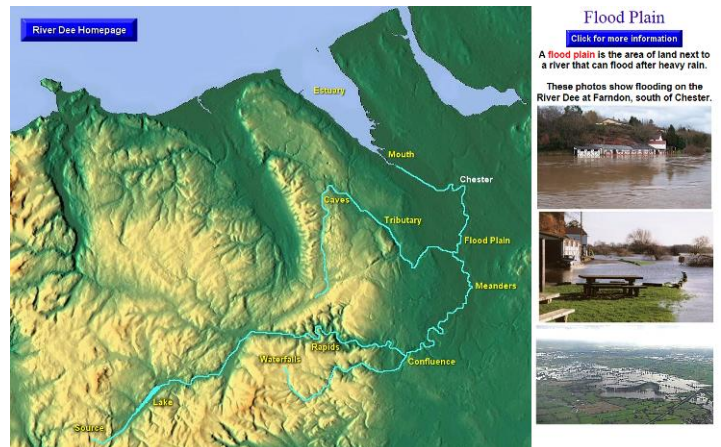 River Dee Homepage
Estuary
Mouth
Chester
Caves
Tributary
Flood Plain
Meanders
Rapids
Waterfalls
Confluence
Lake
Source
Flood Plain
Click for more information
A flood plain is the area of land next to
a river that can flood after heavy rain.
These photos show flooding on the
River Dee at Farndon, south of Chester.